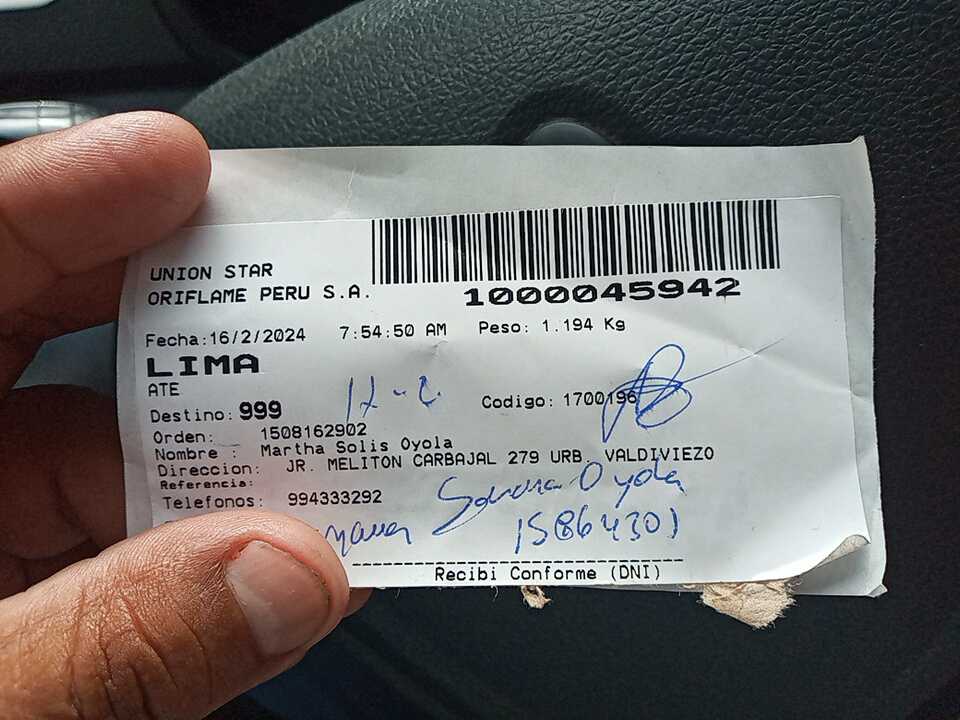 UNION STAR
ORIFLAME PERU S.A.
1000045942
Fecha:16/2/2024 7:54:50 AM Peso: 1.194 Kg
LIMA
ATE
Destino: 999 Codigo: 1700196
Orden: 1508162902
Nombre : Martha Solis Oyola
Direccion: JR. MELITON CARBAJAL 279 URB. VALDIVIEZO
Referencia:
Telefonos: 994333292
Oyola
15864301
Recibi Conforme (DNI)